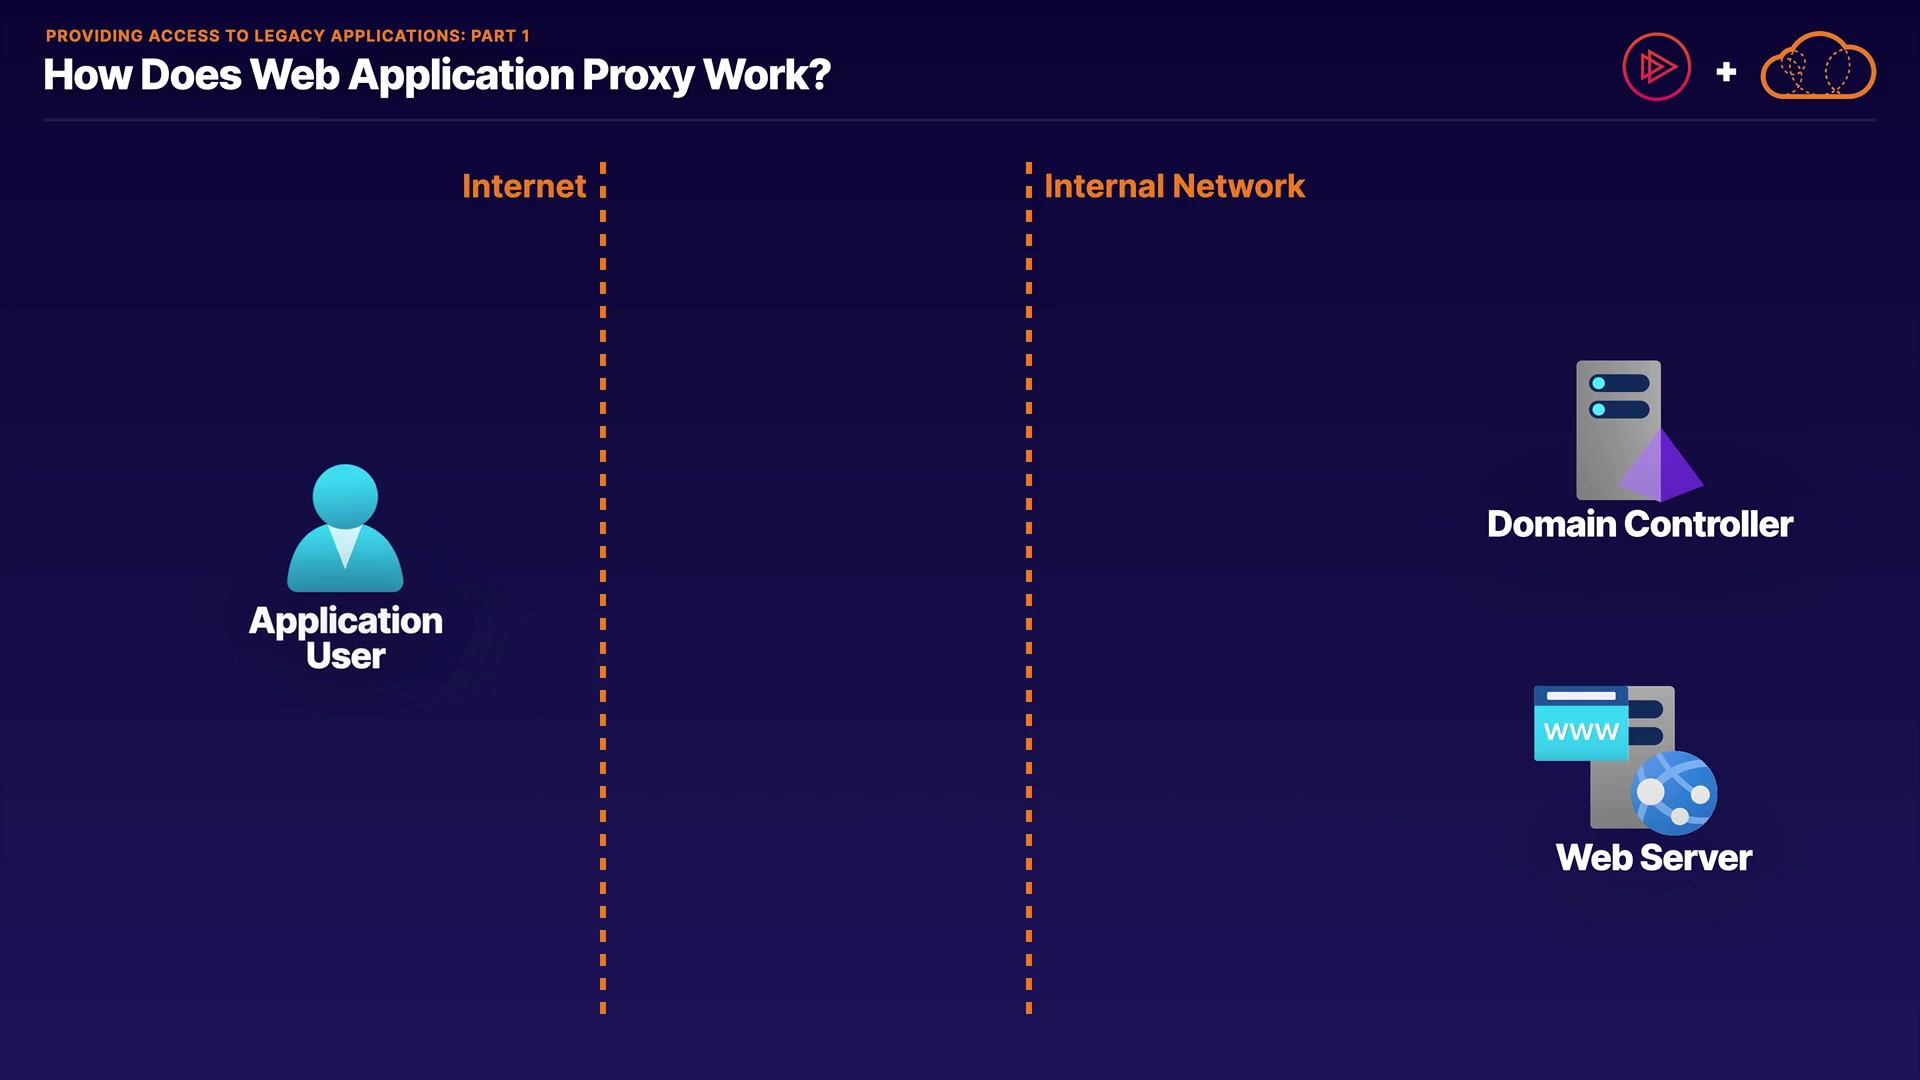 PROVIDING ACCESS TO LEGACY APPLICATIONS: PART 1
How Does Web Application Proxy Work?
+
Internet
Internal Network
Domain Controller
Application
User
www
Web Server